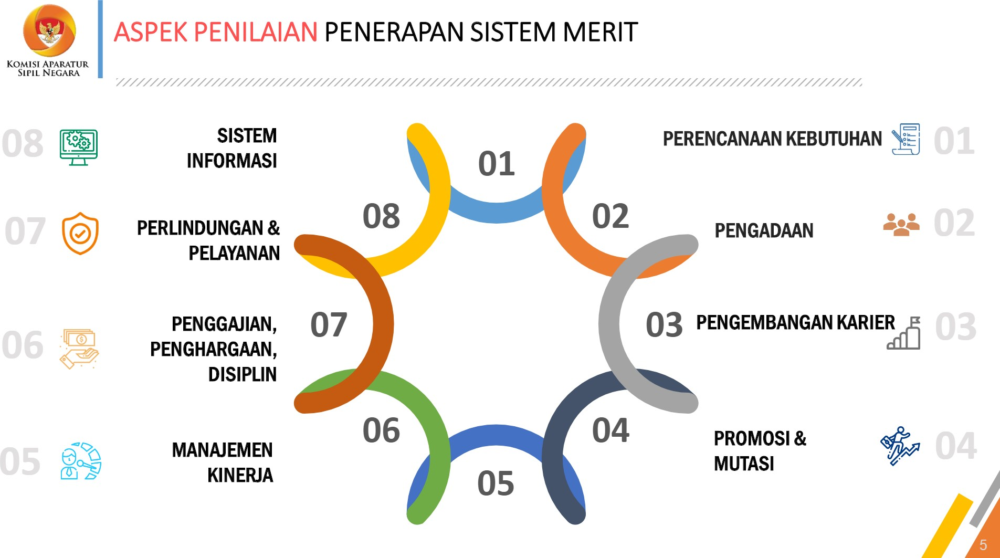 KOMISI APARATUR
SIPIL NEGARA
ASPEK PENILAIAN PENERAPAN SISTEM MERIT
08
SISTEM
INFORMASI
07
PERLINDUNGAN &
PELAYANAN
06
PENGGAJIAN,
PENGHARGAAN,
DISIPLIN
05
MANAJEMEN
KINERJA
01
02
03
04
05
06
07
08
PERENCANAAN KEBUTUHAN
01
PENGADAAN
02
PENGEMBANGAN KARIER
03
PROMOSI &
MUTASI
04
$
5